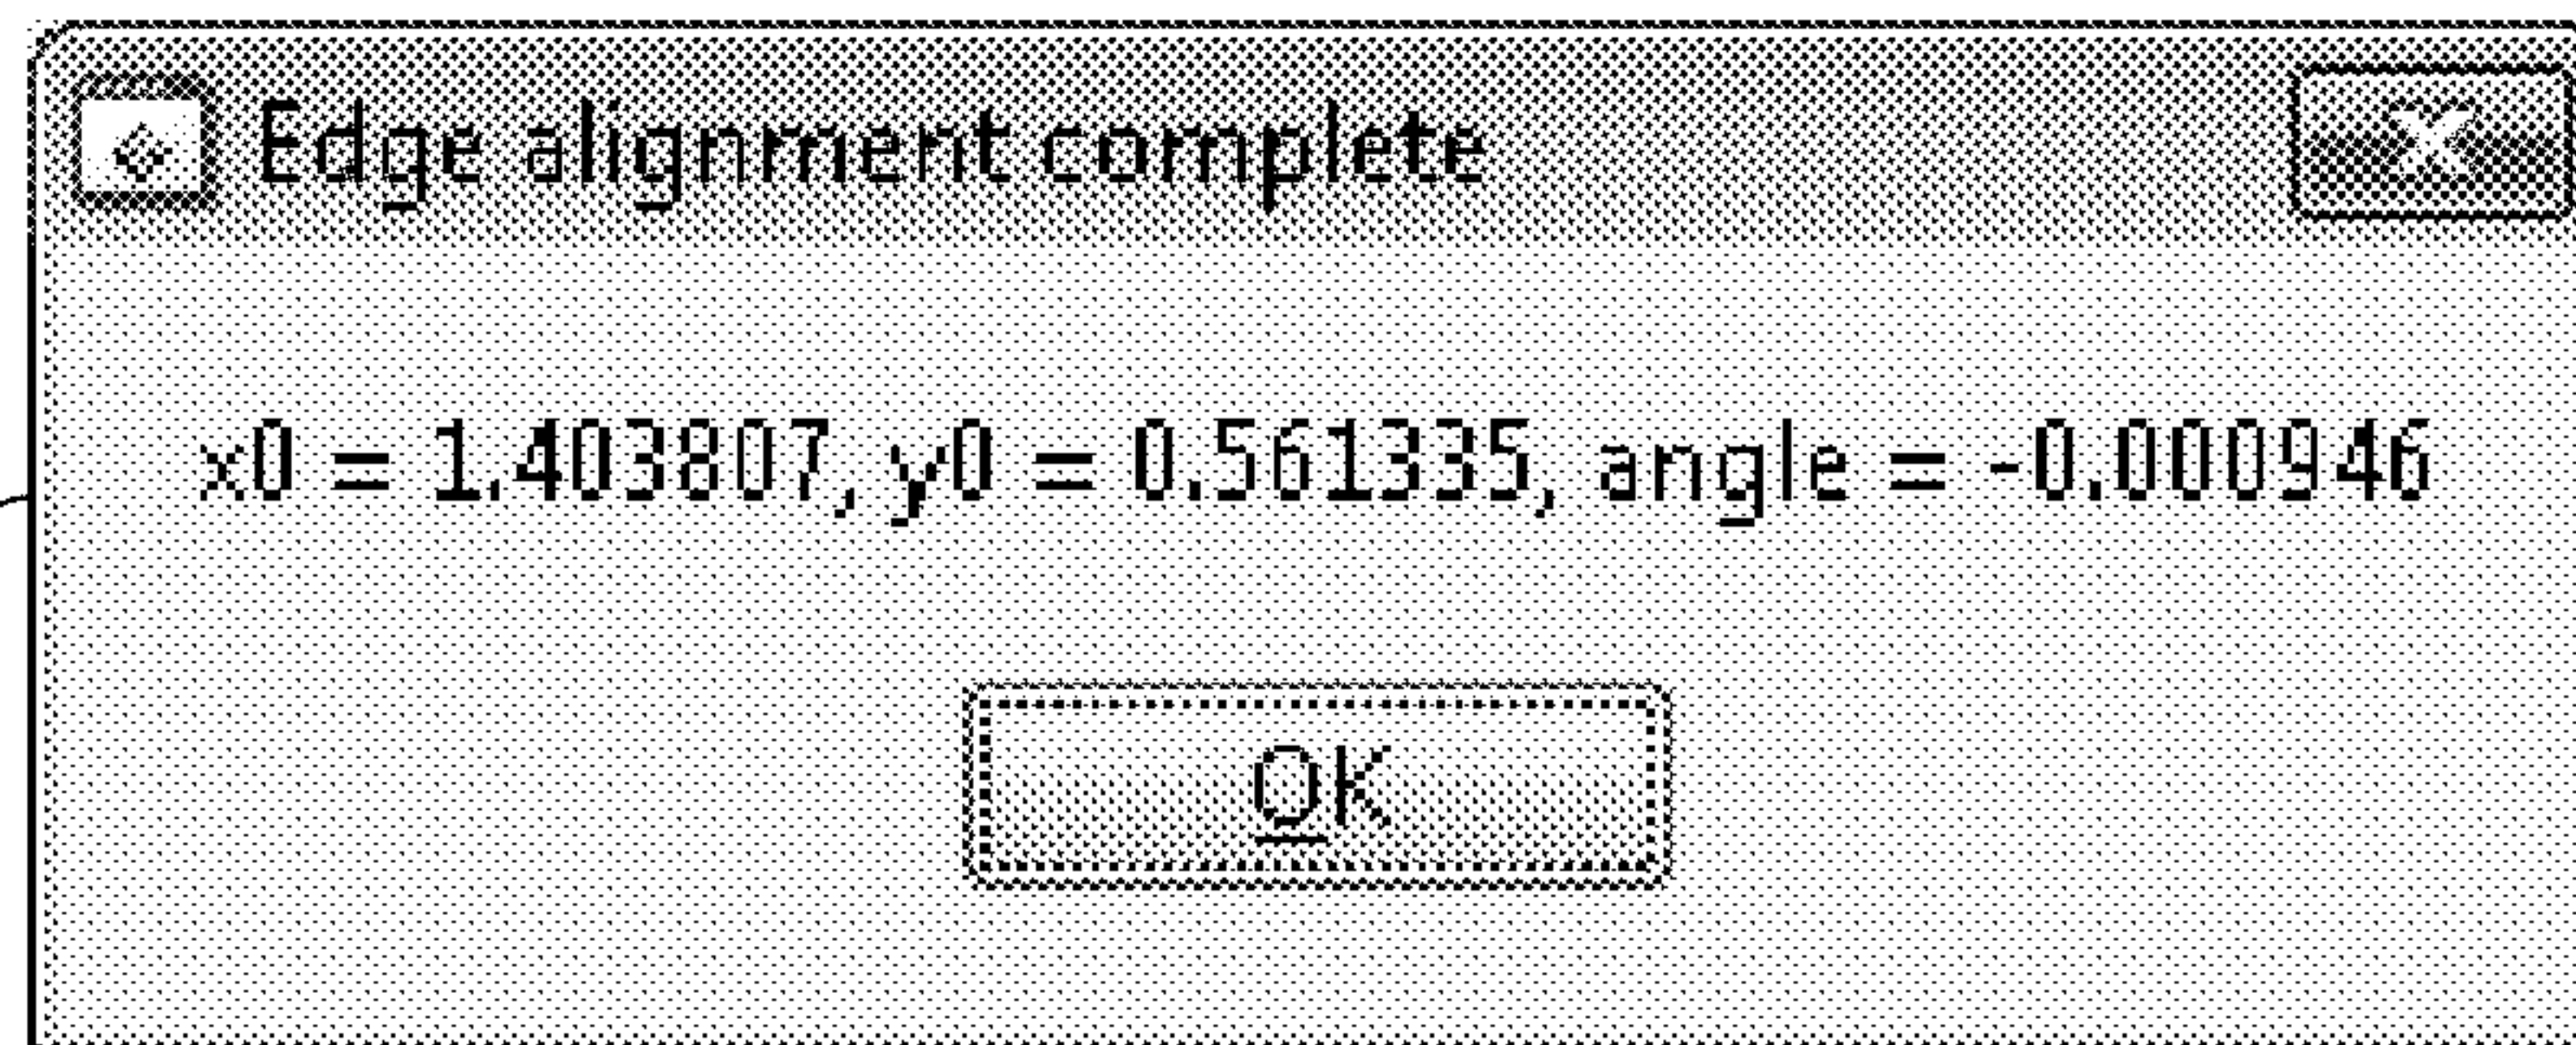 Edge alignment complete
x0 = 1.403807, y0 = 0.561335, angle = -0.000946
OK